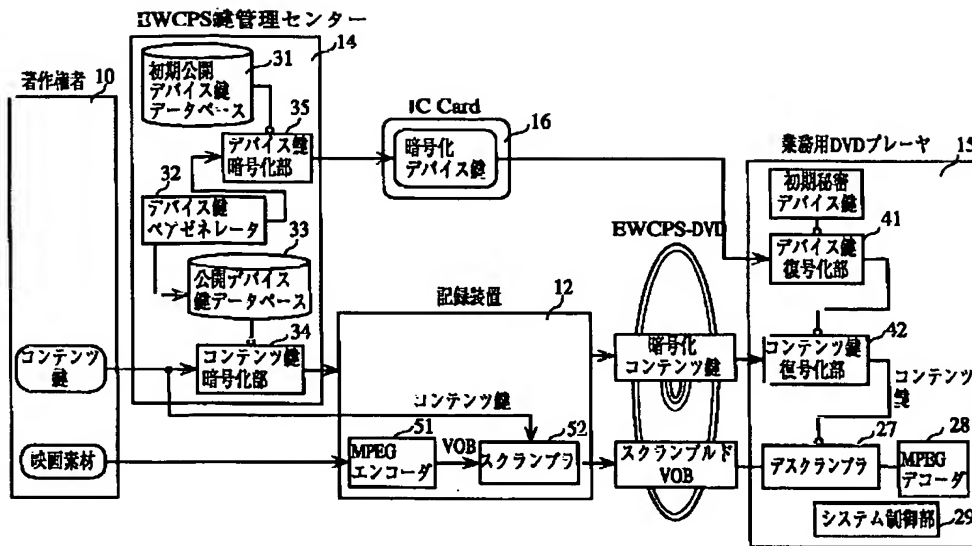 EWCPS鍵管理センター
14
著作権者
10
初期公開
デバイス鍵
データベース
31
35
デバイス鍵
暗号化部
32
デバイス鍵
ペアゼネレータ
33
公開デバイス
鍵データベース
34
コンテンツ鍵
暗号化部
コンテンツ
鍵
映画素材
IC Card
16
暗号化
デバイス鍵
記録装置
12
コンテンツ鍵
51
MPEG
エンコーダ
VOB
52
スクランブラ
EWCPS-DVD
暗号化
コンテンツ鍵
スクランブルド
VOB
業務用DVDプレーヤ
15
初期秘密
デバイス鍵
41
デバイス鍵
復号化部
42
コンテンツ鍵
復号化部
コンテンツ
鍵
27
デスクランブラ
28
MPEG
デコーダ
システム制御部
29